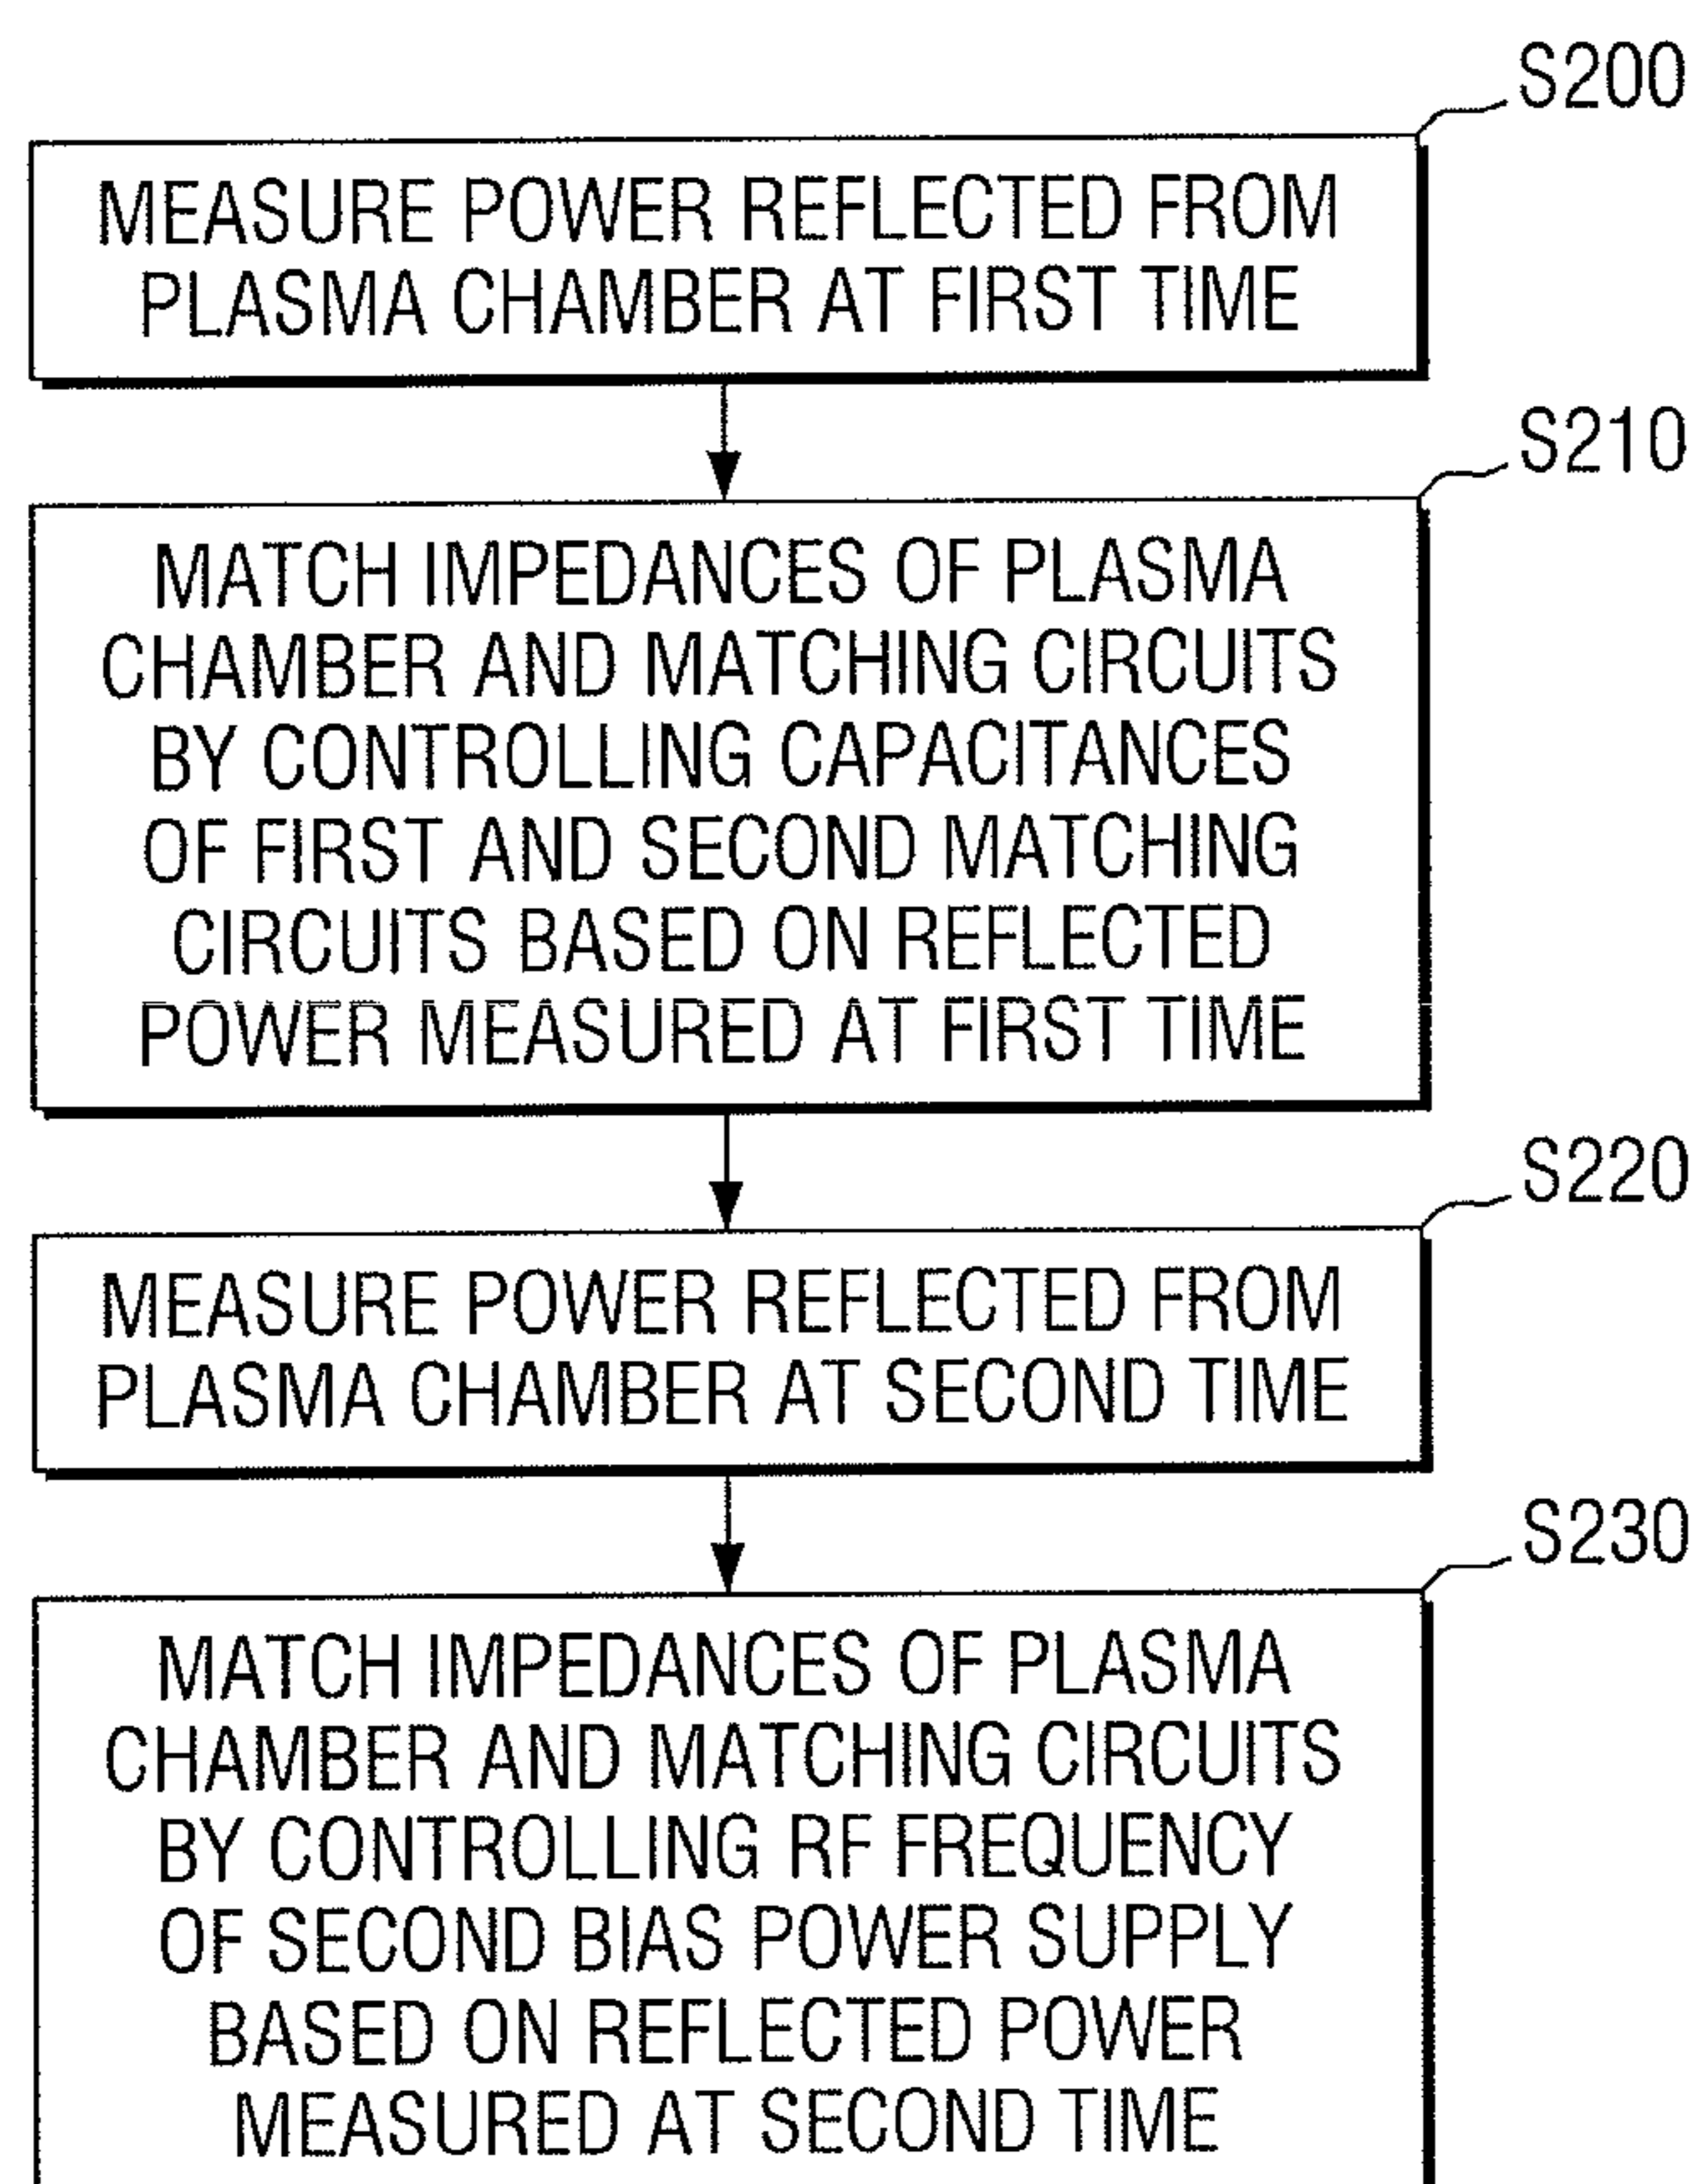 S200
MEASURE POWER REFLECTED FROM
PLASMA CHAMBER AT FIRST TIME
S210
MATCH IMPEDANCES OF PLASMA
CHAMBER AND MATCHING CIRCUITS
BY CONTROLLING CAPACITANCES
OF FIRST AND SECOND MATCHING
CIRCUITS BASED ON REFLECTED
POWER MEASURED AT FIRST TIME
S220
MEASURE POWER REFLECTED FROM
PLASMA CHAMBER AT SECOND TIME
S230
MATCH IMPEDANCES OF PLASMA
CHAMBER AND MATCHING CIRCUITS
BY CONTROLLING RF FREQUENCY
OF SECOND BIAS POWER SUPPLY
BASED ON REFLECTED POWER
MEASURED AT SECOND TIME